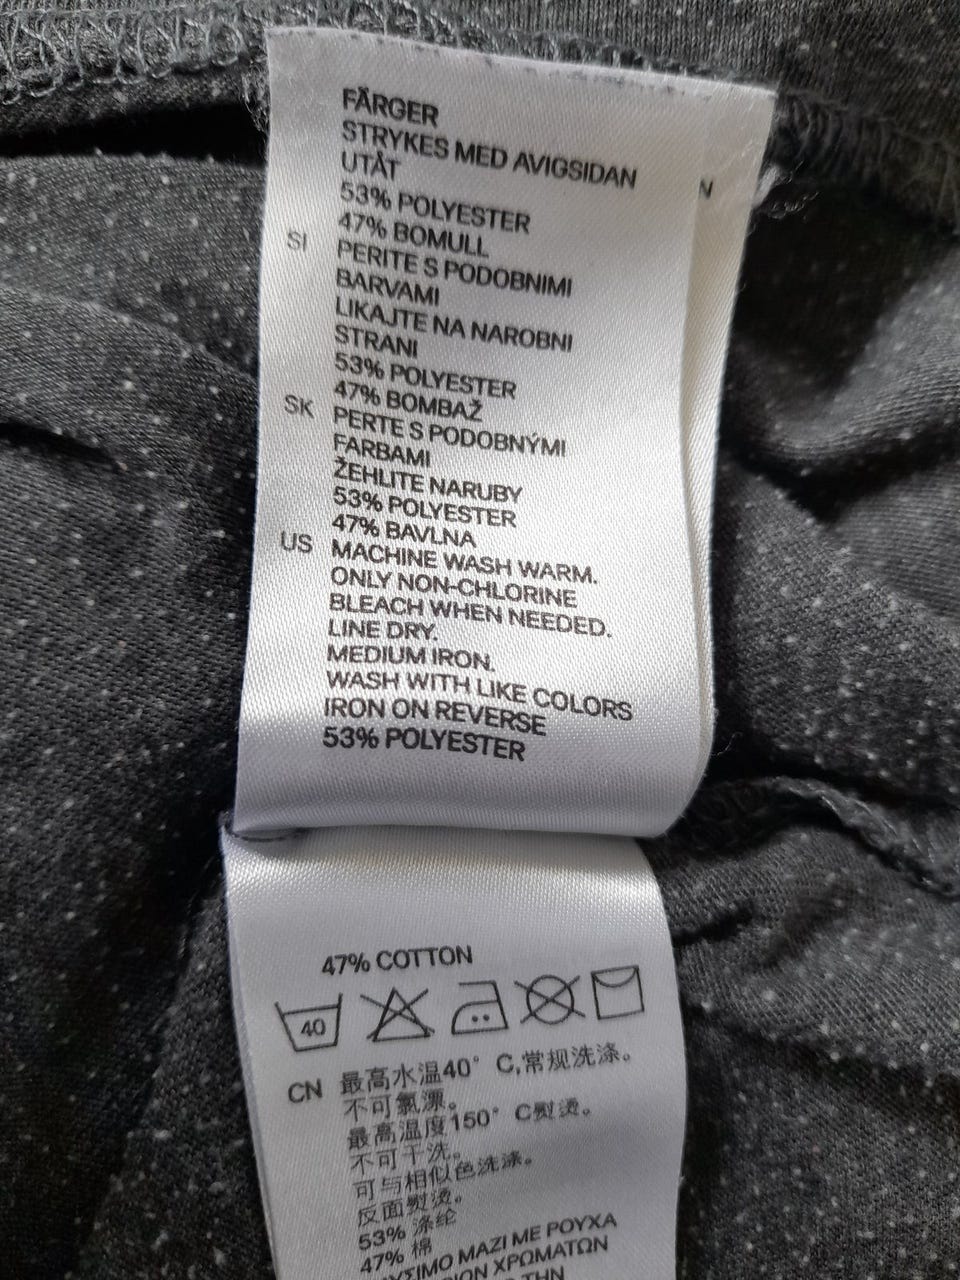 FÄRGER
STRYKES MED AVIGSIDAN
UTÅT
53% POLYESTER
47% BOMULL
SI PERITE S PODOBNIMI
BARVAMI
LIKAJTE NA NAROBNI
STRANI
53% POLYESTER
47% BOMBAŽ
SK PERTE S PODOBNÝMI
FARBAMI
ŽEHLITE NARUBY
53% POLYESTER
47% BAVLNA
US MACHINE WASH WARM.
ONLY NON-CHLORINE
BLEACH WHEN NEEDED.
LINE DRY.
MEDIUM IRON.
WASH WITH LIKE COLORS
IRON ON REVERSE
53% POLYESTER
N
47% COTTON
40
CN 最高水温40° C,常规洗涤。
不可氯漂。
最高温度150° C熨烫。
不可干洗。
可与相似色洗涤。
反面熨烫。
53% 涤纶
47% 棉
ΜΑΖΙ ΜΕ ΡΟΥΧΑ
ΧΡΩΜΑΤΩΝ
ΤΗΝ